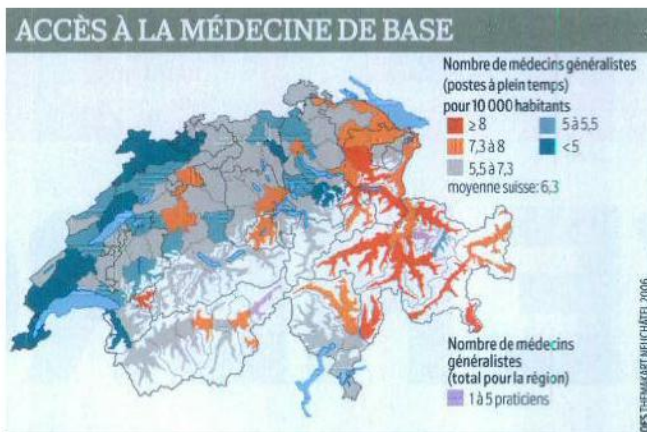 ACCÈS À LA MÉDECINE DE BASE
Nombre de médecins généralistes
(postes à plein temps)
pour 10 000 habitants
≥ 8
7,3 à 8
5,5 à 7,3
5 à 5,5
<5
moyenne suisse: 6,3
Nombre de médecins
généralistes
(total pour la région)
1 à 5 praticiens
THEMAKART NEUCHÂTEL 2006